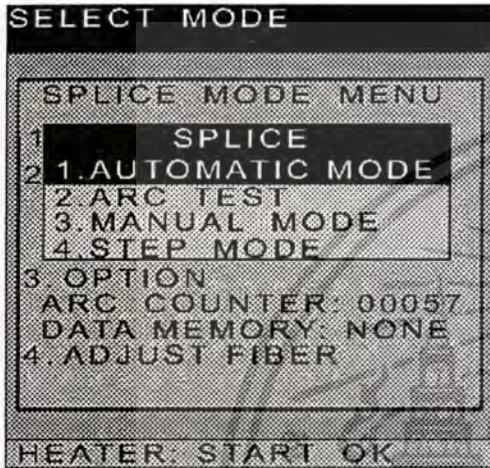 SELECT MODE
SPLICE MODE MENU
1
SPLICE
2
1.AUTOMATIC MODE
2.ARC TEST
3.MANUAL MODE
4.STEP MODE
3.OPTION
ARC COUNTER: 00057
DATA MEMORY: NONE
4.ADJUST FIBER
HEATER: START OK